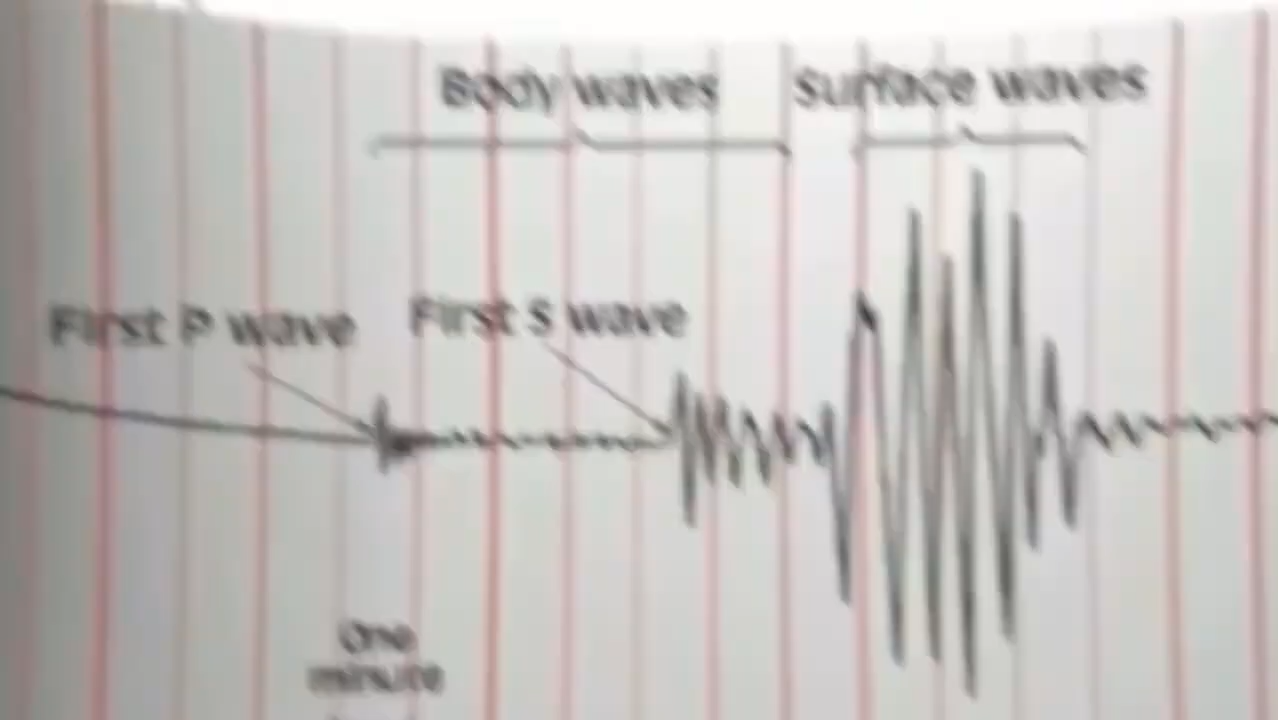 Body waves
Surface waves
First P wave
First S wave
One
minute